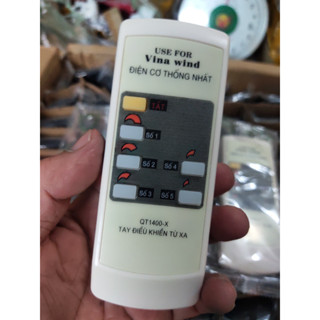 USE FOR
Vina wind
ĐIỆN CƠ THỐNG NHẤT
TẮT
Số 1
Số 2 Số 4
Số 3 Số 5
QT1400-X
TAY ĐIỀU KHIỂN TỪ XA